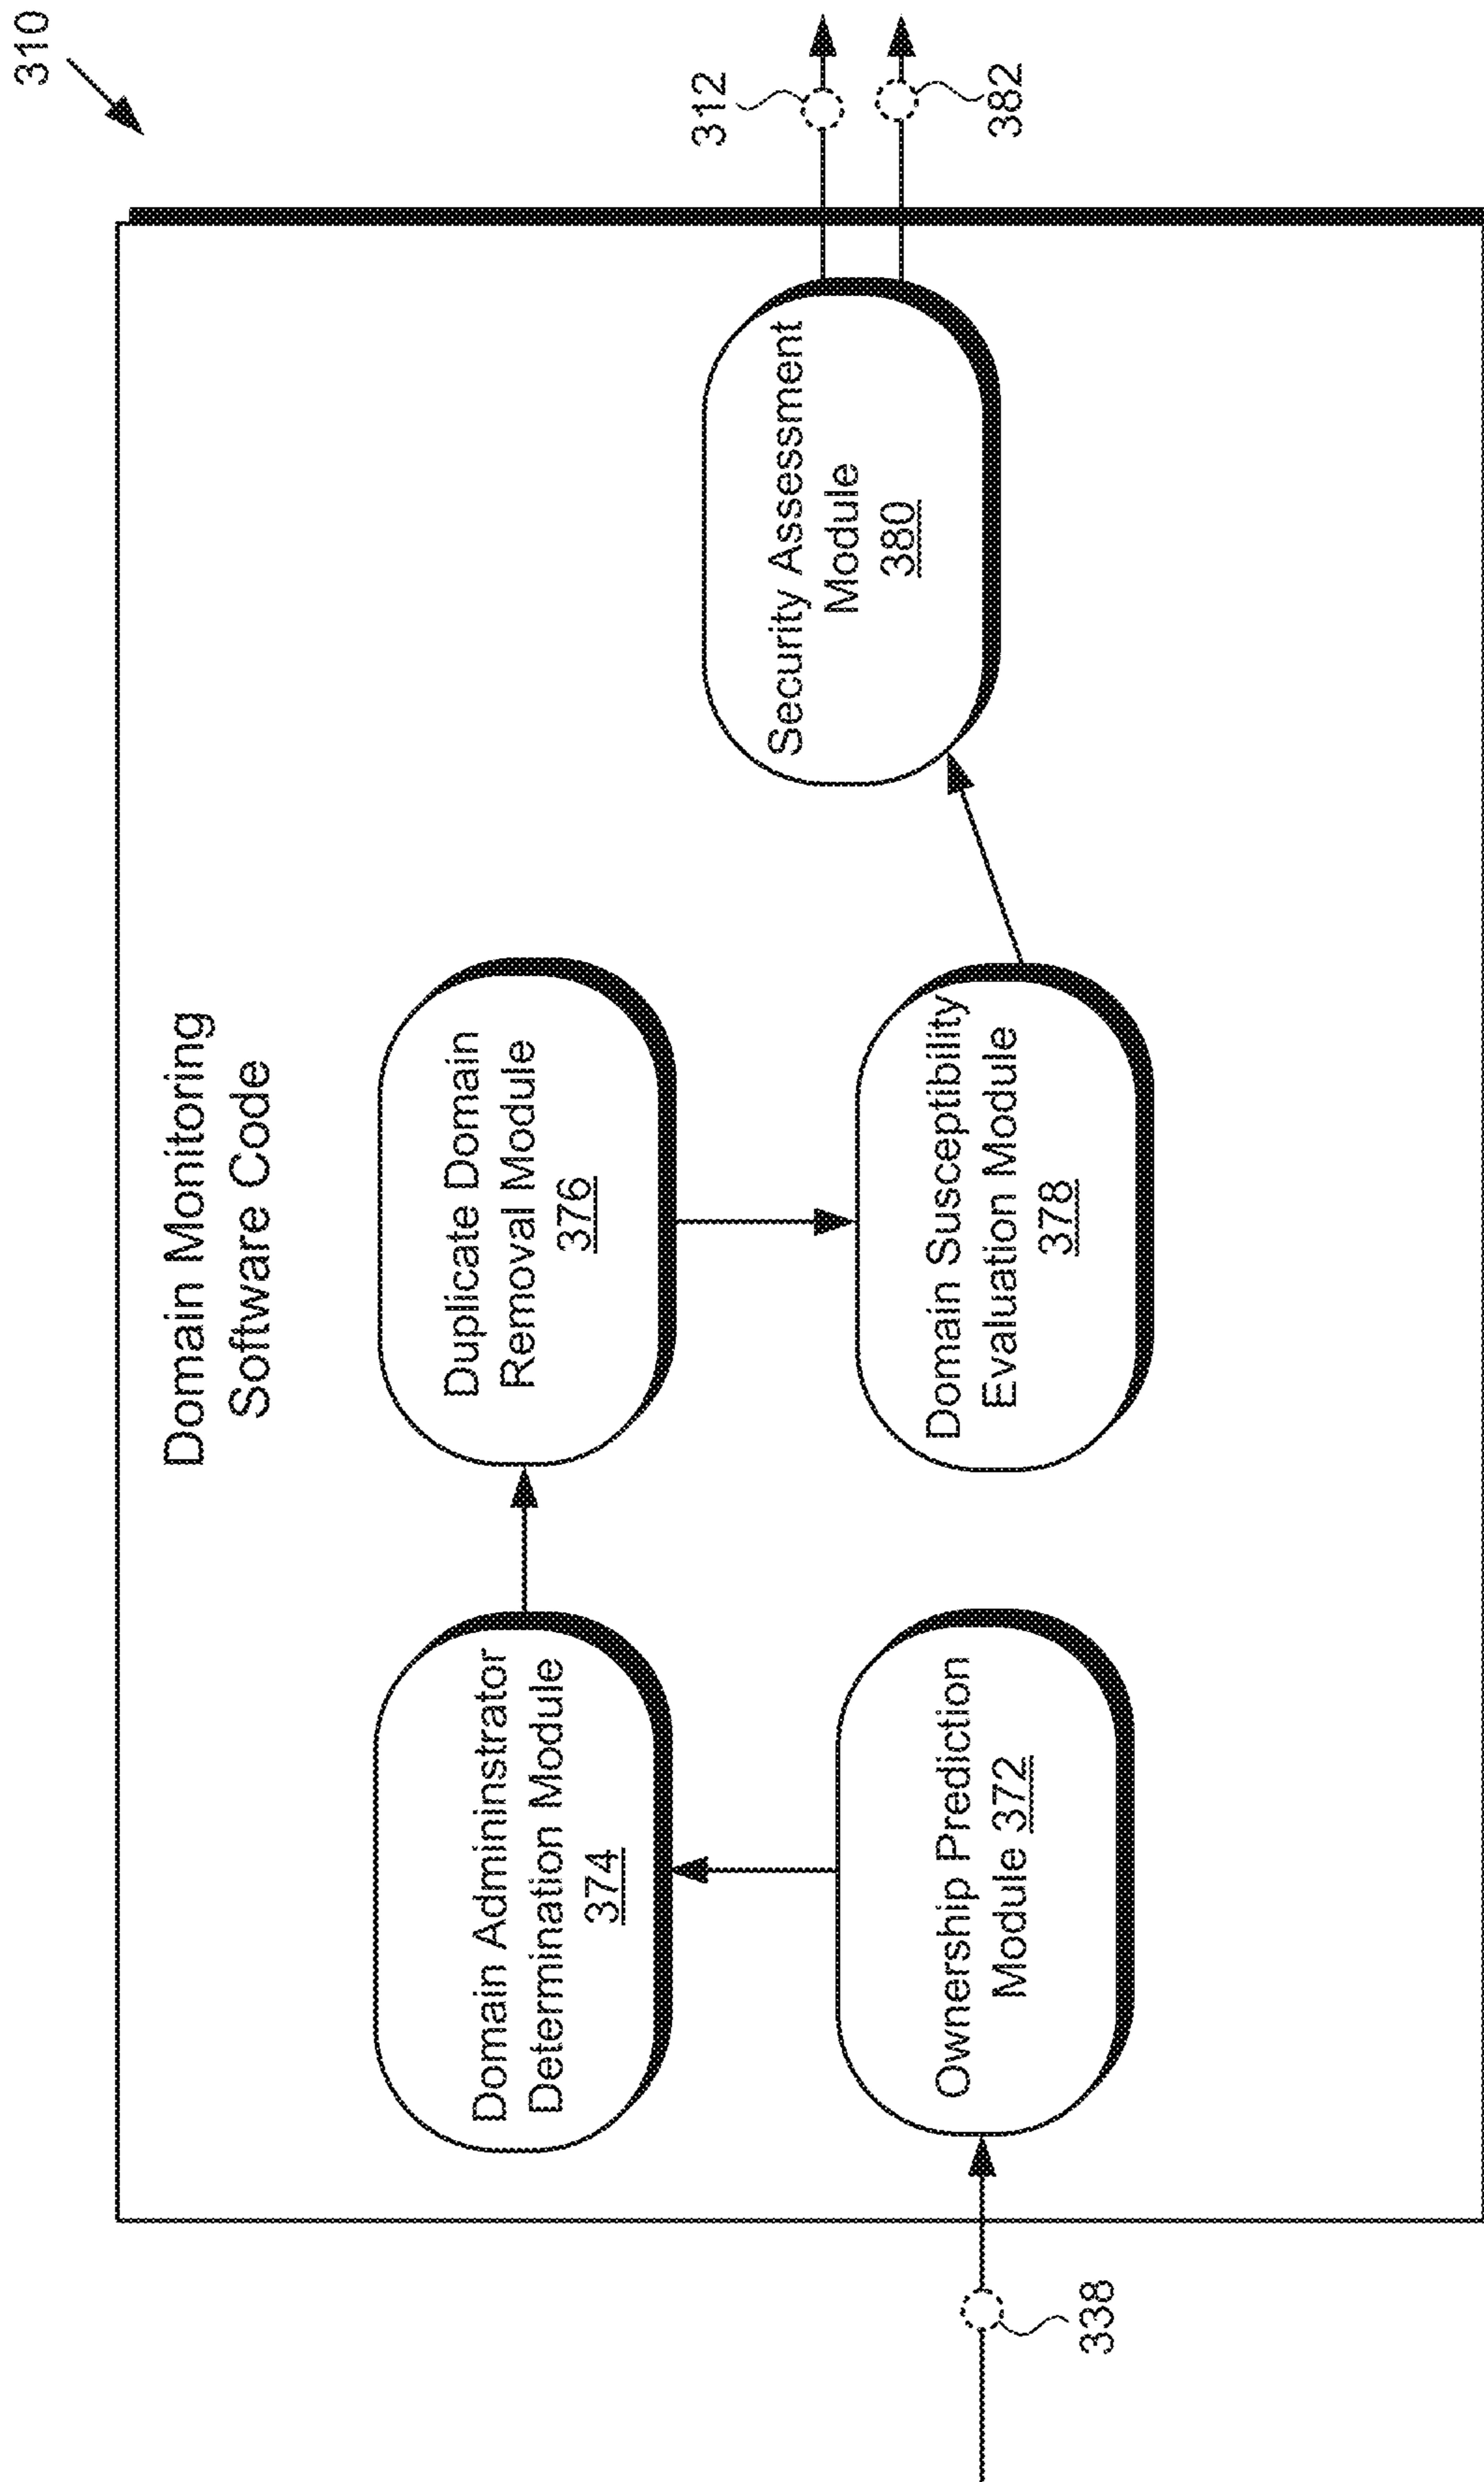 310
Domain Monitoring
Software Code
Domain Admininstrator
Determination Module
374
Duplicate Domain
Removal Module
376
Security Assessment
Module
380
312
382
Ownership Prediction
Module 372
Domain Susceptibility
Evaluation Module
378
338